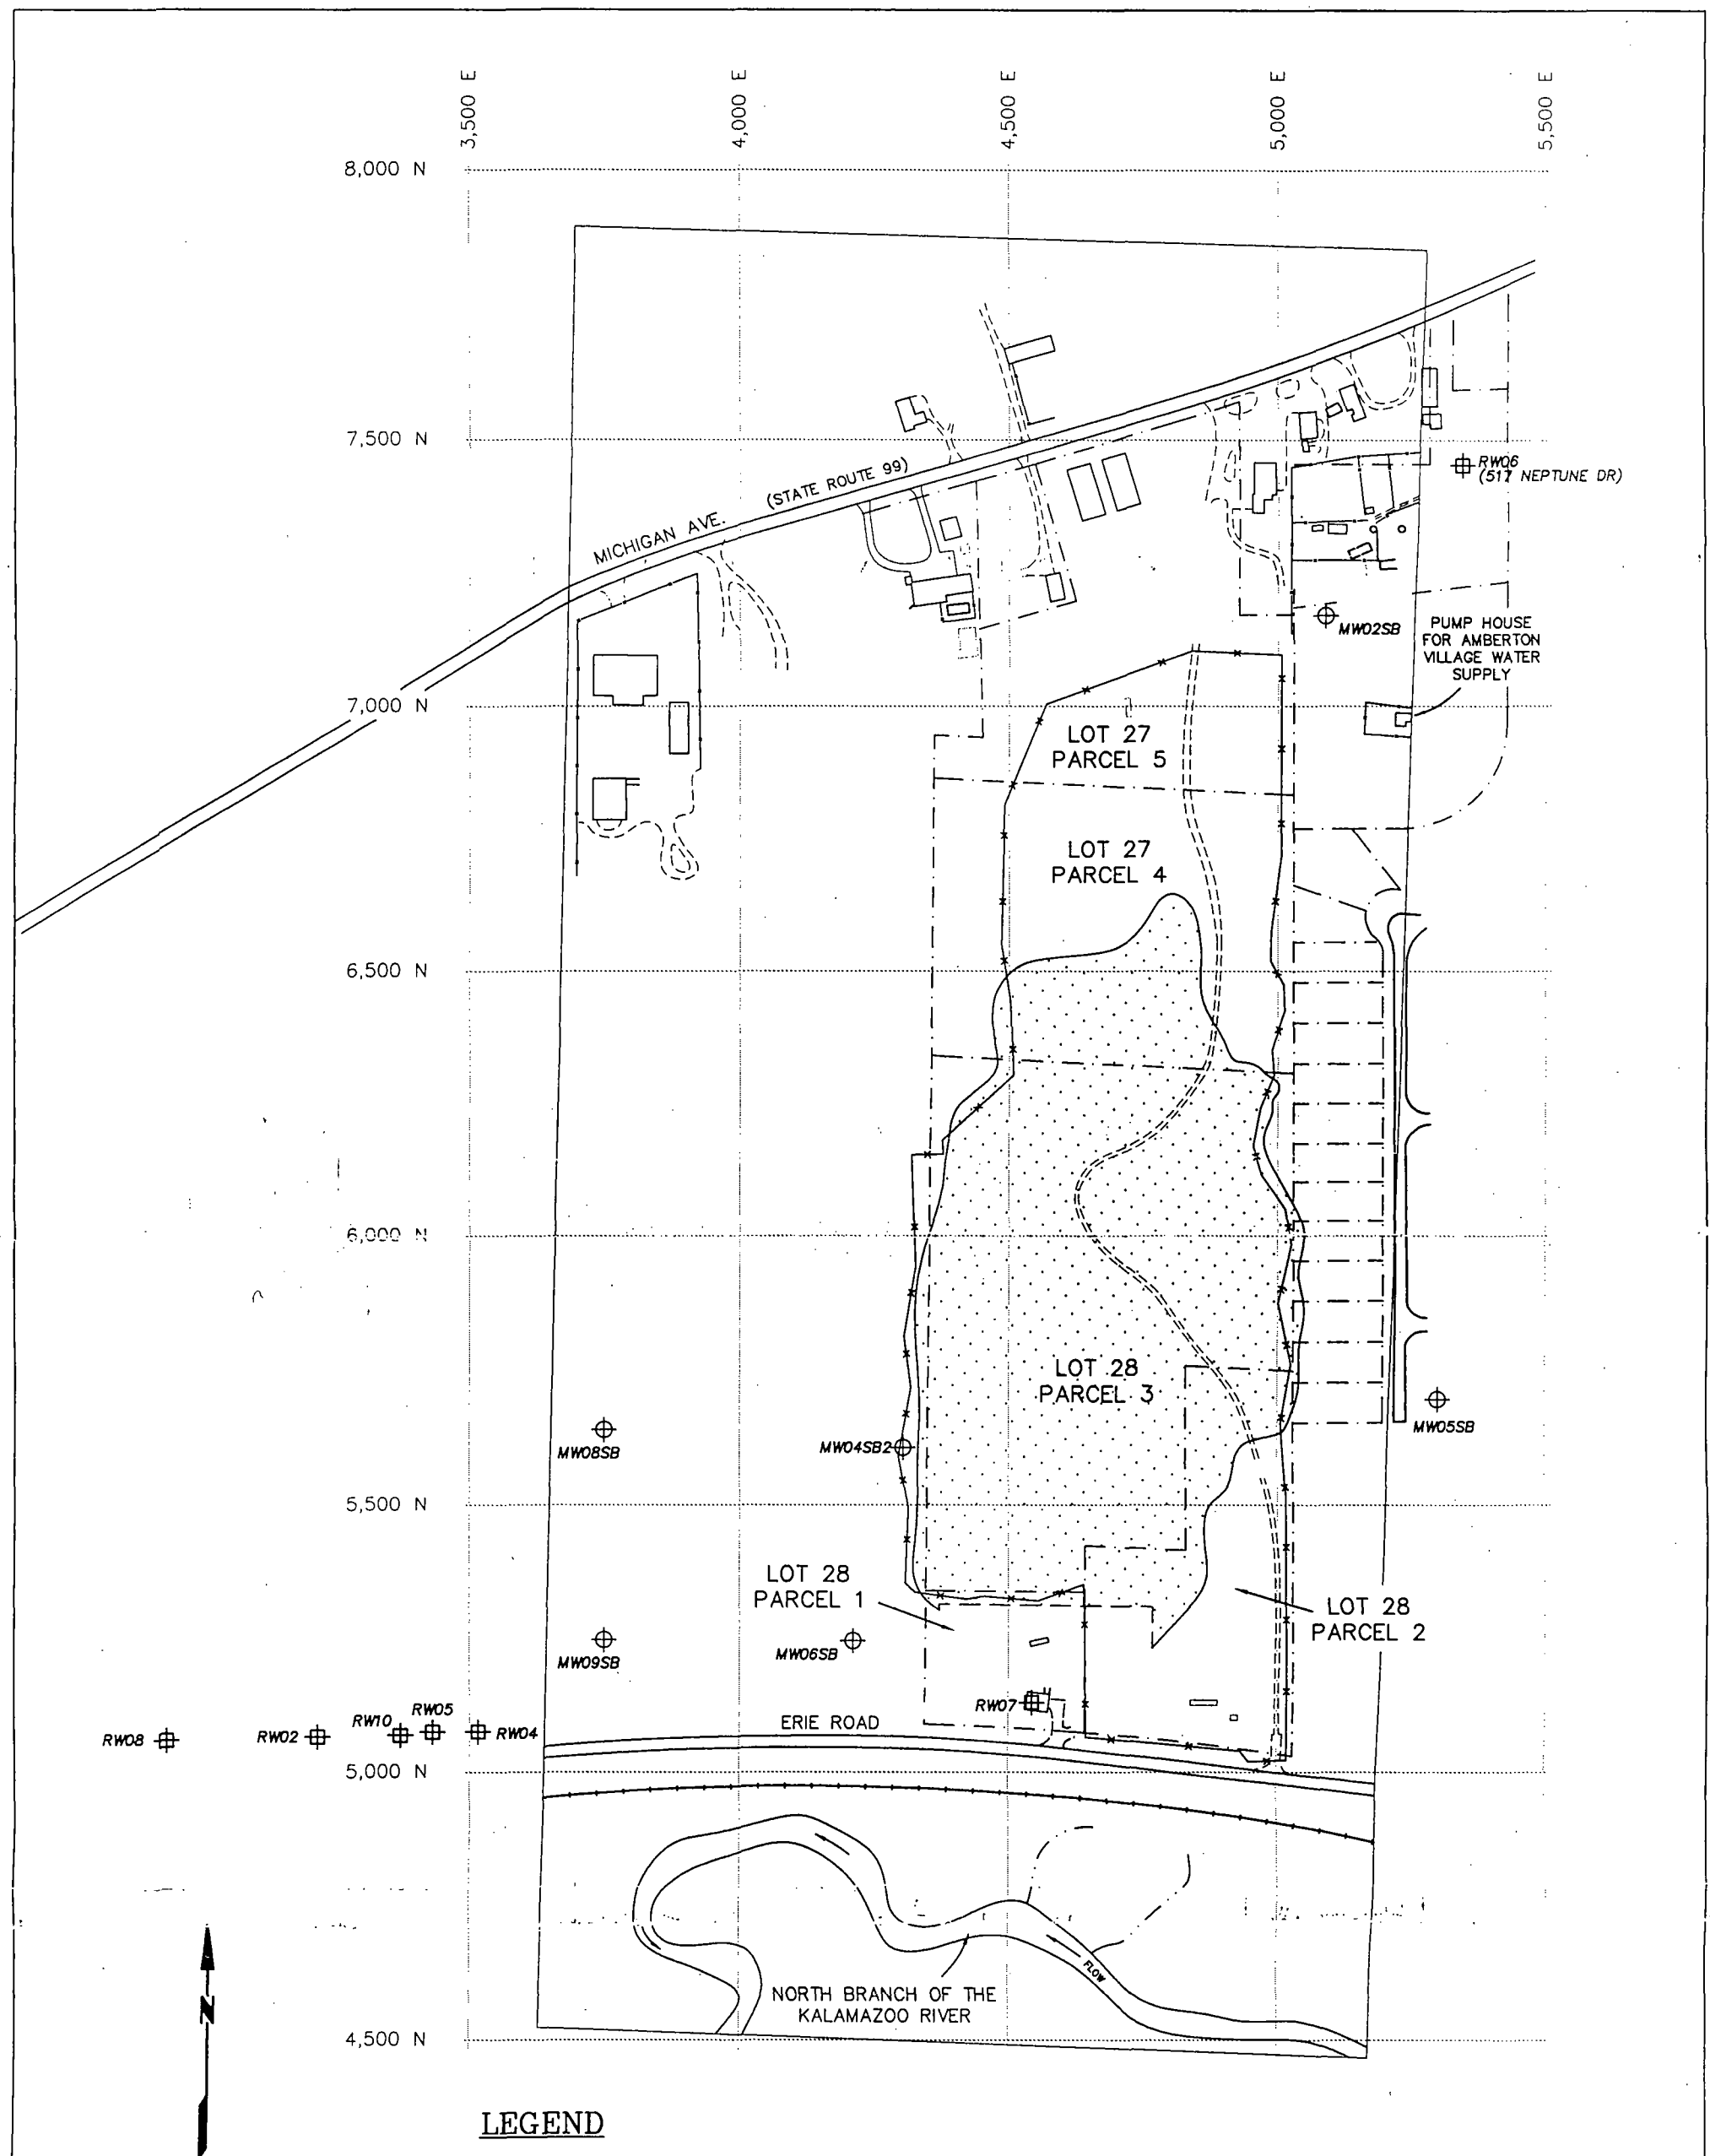 3,500 E
4,000 E
4,500 E
5,000 E
5,500 E
8,000 N
7,500 N
(STATE ROUTE 99)
MICHIGAN AVE.
RW06
(517 NEPTUNE DR)
MW02SB
PUMP HOUSE
FOR AMBERTON
VILLAGE WATER
SUPPLY
7,000 N
LOT 27
PARCEL 5
LOT 27
PARCEL 4
6,500 N
6,000 N
LOT 28
PARCEL 3
MW05SB
MW08SB
MW04SB2
5,500 N
LOT 28
PARCEL 1
LOT 28
PARCEL 2
MW09SB
MW06SB
RW07
RW08
RW02
RW10
RW05
RW04
ERIE ROAD
5,000 N
FLOW
NORTH BRANCH OF THE
KALAMAZOO RIVER
N
4,500 N
LEGEND